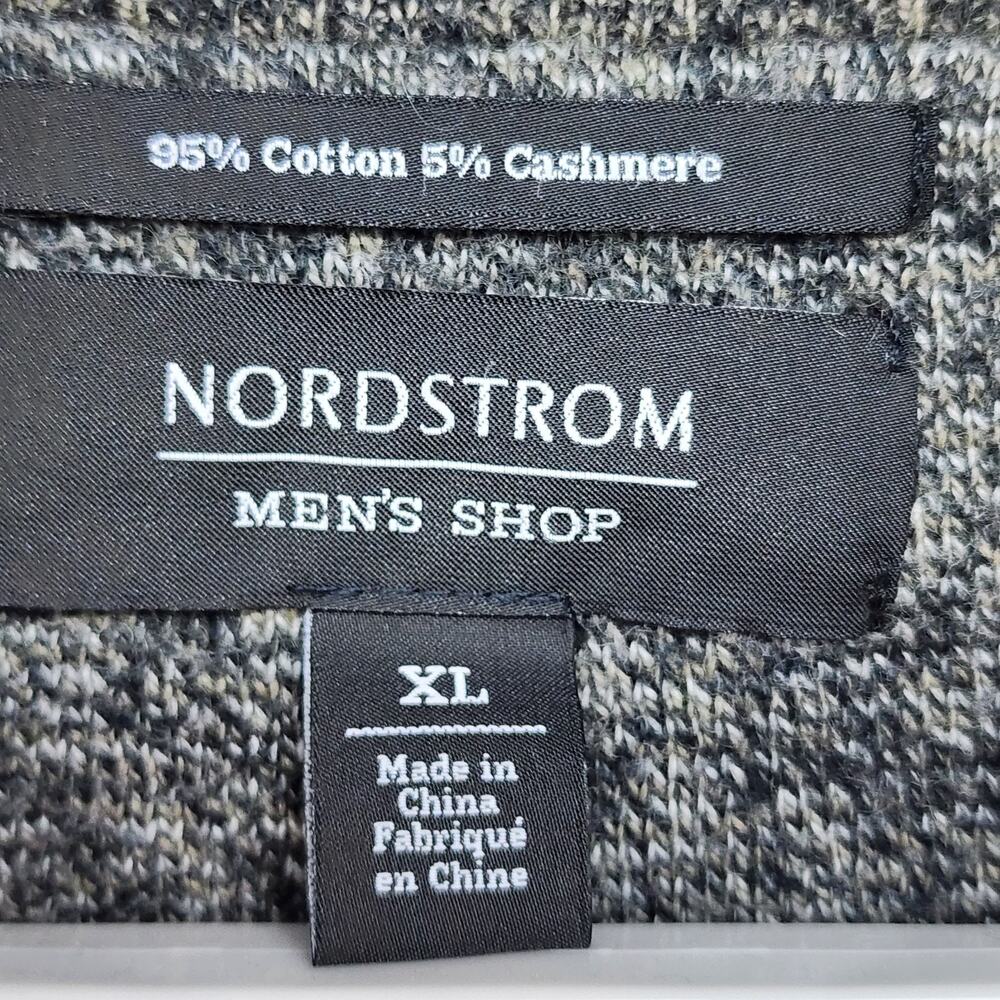 95% Cotton 5% Cashmere
NORDSTROM
MEN'S SHOP
XL
Made in
China
Fabriqué
en Chine